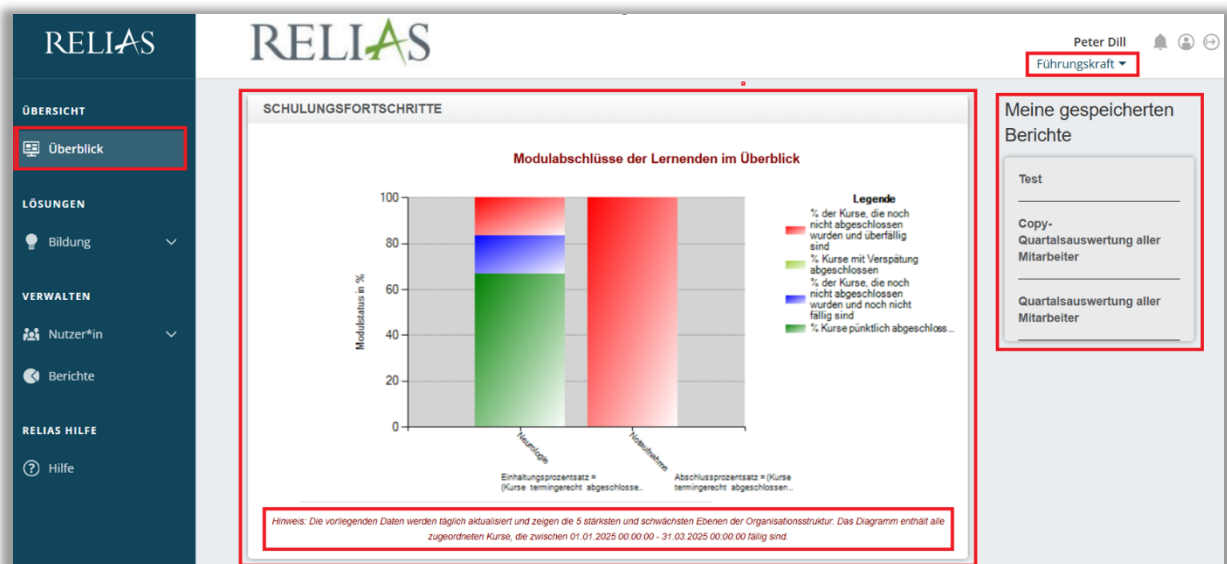 RELIAS
RELIAS
Peter Dill
Führungskraft
ÜBERSICHT
Überblick
LÖSUNGEN
Bildung
VERWALTEN
Nutzer*in
Berichte
RELIAS HILFE
Hilfe
SCHULUNGSFORTSCHRITTE
Modulabschlüsse der Lernenden im Überblick
Modulstatus in %
100
80
60
40
20
0
Neurologie
Notaufnahme
Legende
% der Kurse, die noch
nicht abgeschlossen
wurden und überfällig
sind
% Kurse mit Verspätung
abgeschlossen
% der Kurse, die noch
nicht abgeschlossen
wurden und noch nicht
fällig sind
% Kurse pünktlich abgeschloss...
Einhaltungsprozentsatz =
(Kurse termingerecht abgeschlosse...
Abschlussprozentsatz = (Kurse
termingerecht abgeschlossen...
Hinweis: Die vorliegenden Daten werden täglich aktualisiert und zeigen die 5 stärksten und schwächsten Ebenen der Organisationsstruktur. Das Diagramm enthält alle
zugeordneten Kurse, die zwischen 01.01.2025 00:00:00 - 31.03.2025 00:00:00 fällig sind.
Meine gespeicherten
Berichte
Test
Copy-
Quartalsauswertung aller
Mitarbeiter
Quartalsauswertung aller
Mitarbeiter